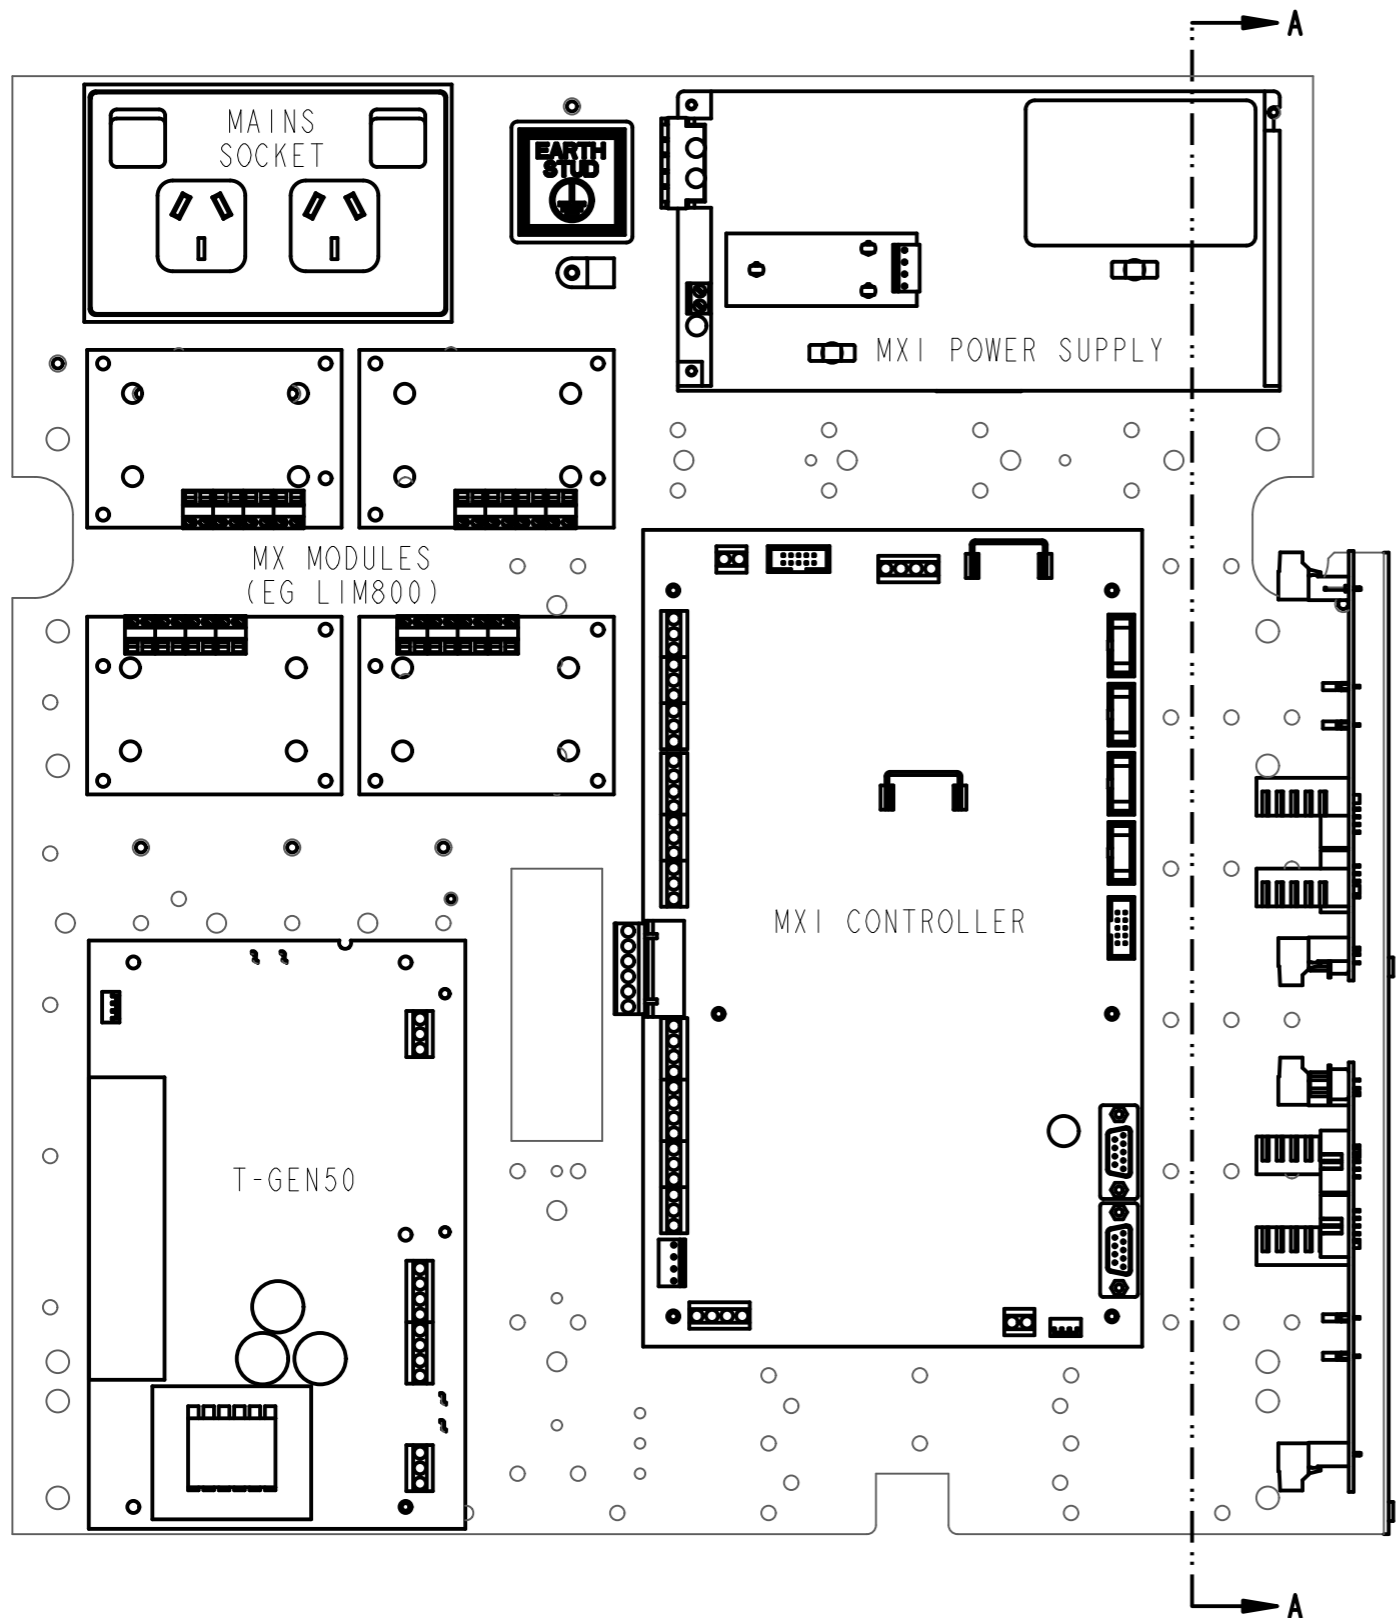 A
MAINS
SOCKET
EARTH
STUD
MXI POWER SUPPLY
MX MODULES
(EG LIM800)
MXI CONTROLLER
T-GEN50
A